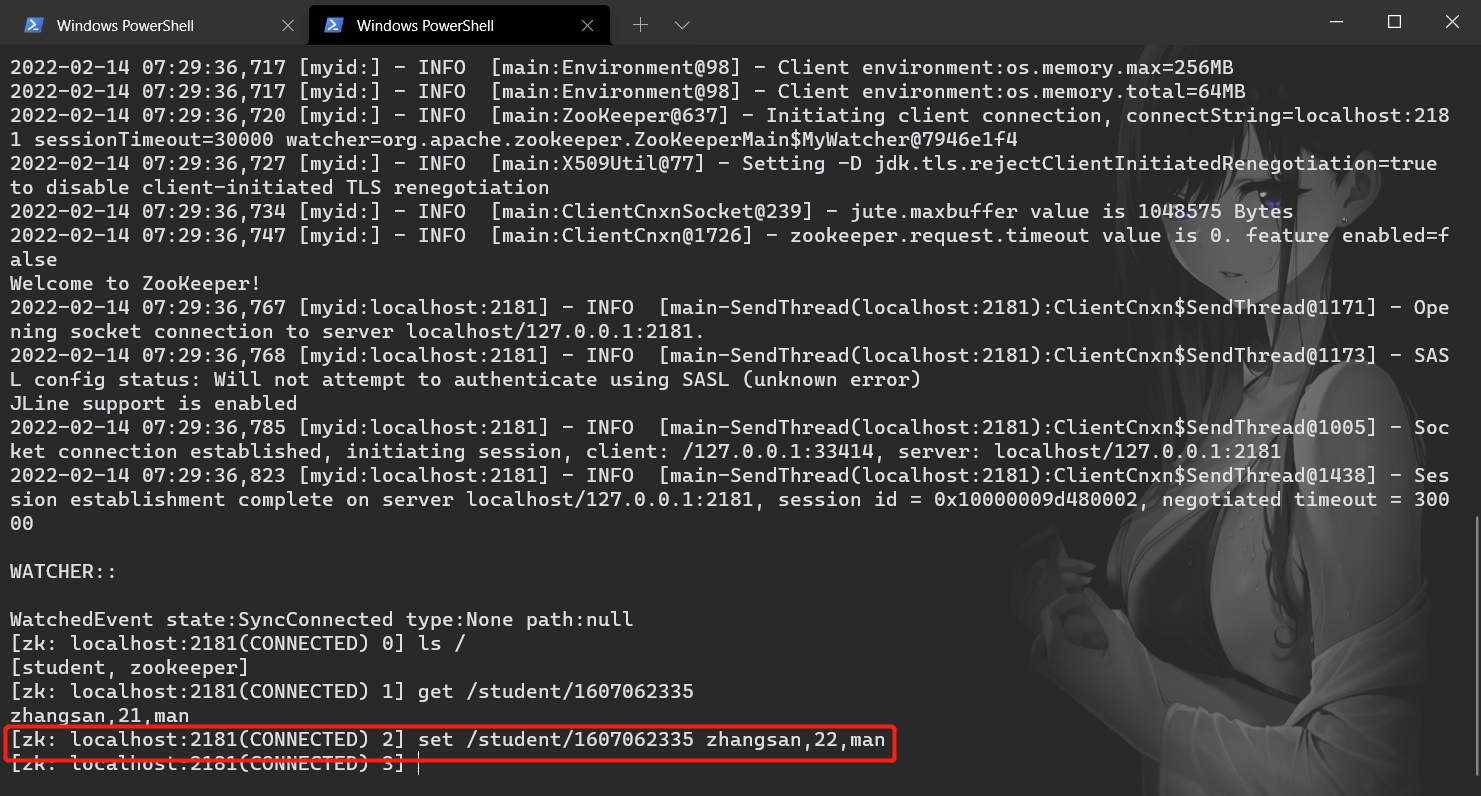 Windows PowerShell
Windows PowerShell
2022-02-14 07:29:36,717 [myid:] - INFO  [main:Environment@98] - Client environment:os.memory.max=256MB
2022-02-14 07:29:36,717 [myid:] - INFO  [main:Environment@98] - Client environment:os.memory.total=64MB
2022-02-14 07:29:36,720 [myid:] - INFO  [main:ZooKeeper@637] - Initiating client connection, connectString=localhost:218
1 sessionTimeout=30000 watcher=org.apache.zookeeper.ZooKeeperMain$MyWatcher@7946e1f4
2022-02-14 07:29:36,727 [myid:] - INFO  [main:X509Util@77] - Setting -D jdk.tls.rejectClientInitiatedRenegotiation=true
to disable client-initiated TLS renegotiation
2022-02-14 07:29:36,734 [myid:] - INFO  [main:ClientCnxnSocket@239] - jute.maxbuffer value is 1048575 Bytes
2022-02-14 07:29:36,747 [myid:] - INFO  [main:ClientCnxn@1726] - zookeeper.request.timeout value is 0. feature enabled=f
alse
Welcome to ZooKeeper!
2022-02-14 07:29:36,767 [myid:localhost:2181] - INFO  [main-SendThread(localhost:2181):ClientCnxn$SendThread@1171] - Ope
ning socket connection to server localhost/127.0.0.1:2181.
2022-02-14 07:29:36,768 [myid:localhost:2181] - INFO  [main-SendThread(localhost:2181):ClientCnxn$SendThread@1173] - SAS
L config status: Will not attempt to authenticate using SASL (unknown error)
JLine support is enabled
2022-02-14 07:29:36,785 [myid:localhost:2181] - INFO  [main-SendThread(localhost:2181):ClientCnxn$SendThread@1005] - Soc
ket connection established, initiating session, client: /127.0.0.1:33414, server: localhost/127.0.0.1:2181
2022-02-14 07:29:36,823 [myid:localhost:2181] - INFO  [main-SendThread(localhost:2181):ClientCnxn$SendThread@1438] - Ses
sion establishment complete on server localhost/127.0.0.1:2181, session id = 0x10000009d480002, negotiated timeout = 300
00
WATCHER::
WatchedEvent state:SyncConnected type:None path:null
[zk: localhost:2181(CONNECTED) 0] ls /
[student, zookeeper]
[zk: localhost:2181(CONNECTED) 1] get /student/1607062335
zhangsan,21,man
[zk: localhost:2181(CONNECTED) 2] set /student/1607062335 zhangsan,22,man
[zk: localhost:2181(CONNECTED) 3]